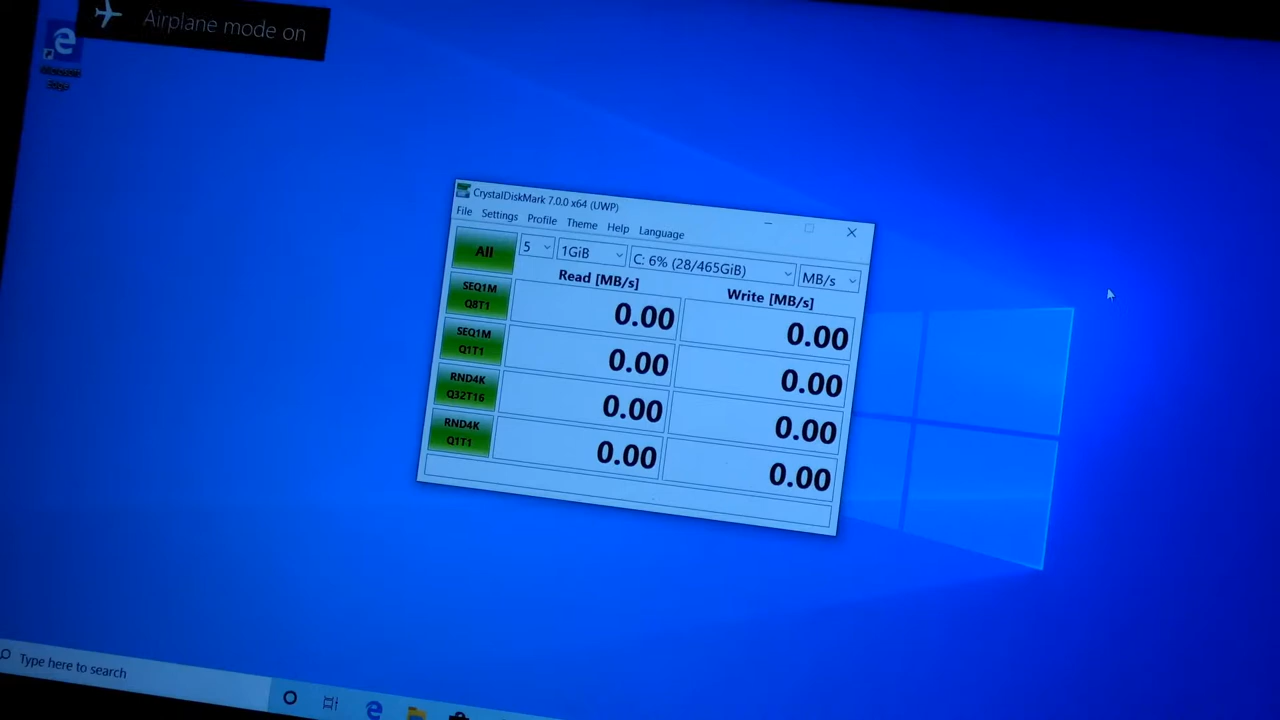 Airplane mode on
Microsoft
Edge
CrystalDiskMark 7.0.0 x64 (UWP)
File Settings Profile Theme Help Language
All 5 1GiB C: 6% (28/465GiB) MB/s
Read [MB/s] Write [MB/s]
SEQ1M
Q8T1
0.00 0.00
SEQ1M
Q1T1
0.00 0.00
RND4K
Q32T16
0.00 0.00
RND4K
Q1T1
0.00 0.00
Type here to search